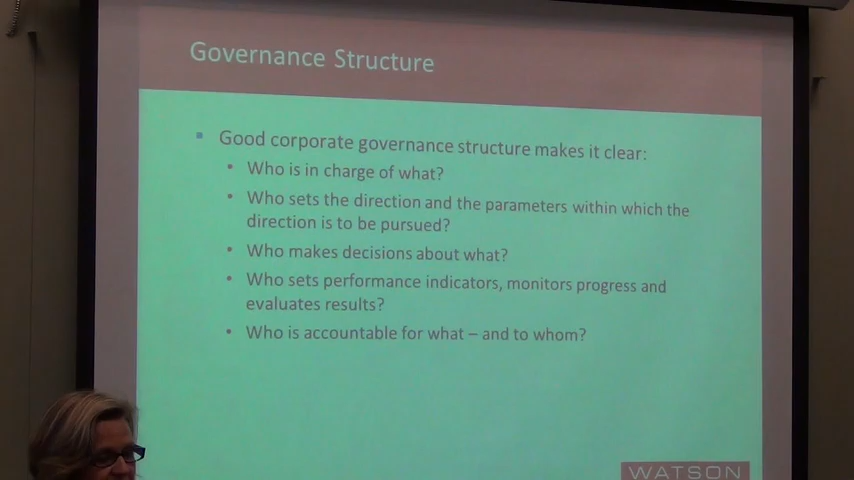 Governance Structure
Good corporate governance structure makes it clear:
Who is in charge of what?
Who sets the direction and the parameters within which the
direction is to be pursued?
Who makes decisions about what?
Who sets performance indicators, monitors progress and
evaluates results?
Who is accountable for what – and to whom?
WATSON